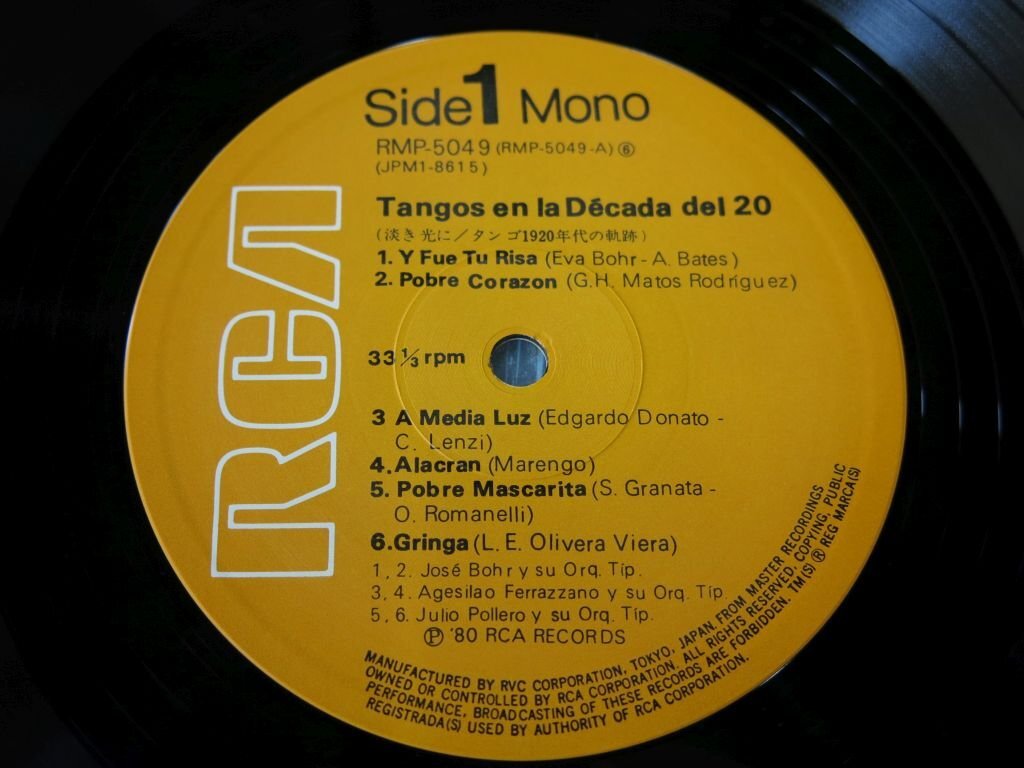 Side 1 Mono
RMP-5049 (RMP-5049-A) ⑥
(JPM1-8615)
RCA
Tangos en la Década del 20
(淡き光に/タンゴ1920年代の軌跡)
1. Y Fue Tu Risa (Eva Bohr - A. Bates)
2. Pobre Corazon (G.H. Matos Rodríguez)
33 1/3 rpm
3 A Media Luz (Edgardo Donato -
C. Lenzi)
4. Alacran (Marengo)
5. Pobre Mascarita (S. Granata -
O. Romanelli)
6. Gringa (L. E. Olivera Viera)
1, 2. José Bohr y su Orq. Típ.
3, 4. Agesilao Ferrazzano y su Orq. Típ.
5, 6. Julio Pollero y su Orq. Típ.
Ⓟ '80 RCA RECORDS
MANUFACTURED BY RVC CORPORATION, TOKYO, JAPAN. FROM MASTER RECORDINGS
OWNED OR CONTROLLED BY RCA CORPORATION. ALL RIGHTS RESERVED, COPYING, PUBLIC
PERFORMANCE, BROADCASTING OF THESE RECORDS ARE FORBIDDEN. TM(S) ® REG MARCA(S)
REGISTRADA(S) USED BY AUTHORITY OF RCA CORPORATION.